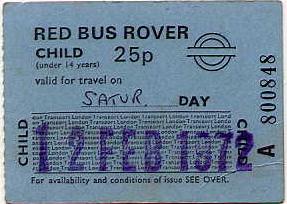 RED BUS ROVER
CHILD 25p
(under 14 years)
valid for travel on
SATUR. DAY
CHILD
12 FEB 1972
CHILD
A 800848
For availability and conditions of issue SEE OVER.